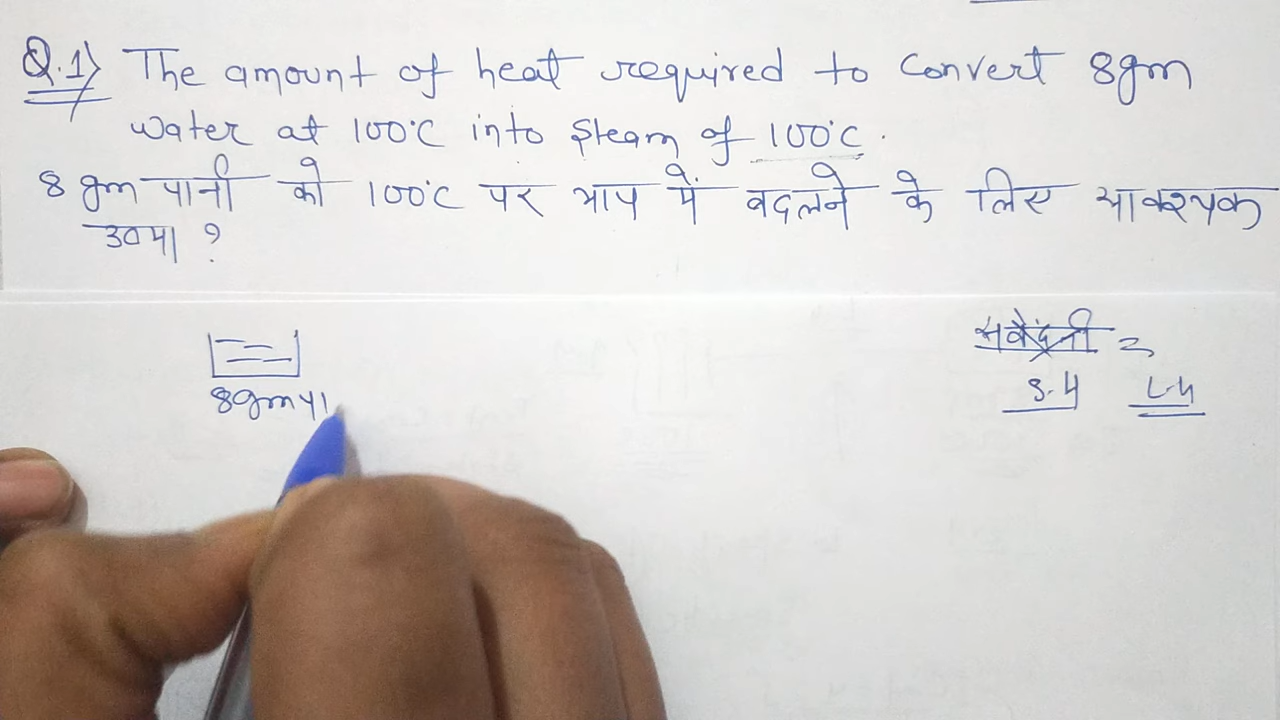 Q.1) The amount of heat required to convert 8gm
water at 100°C into steam of 100°C.
8 gm पानी को 100°C पर भाप में बदलने के लिए आवश्यक
उष्मा ?
=
S.H L.H
8gm पा